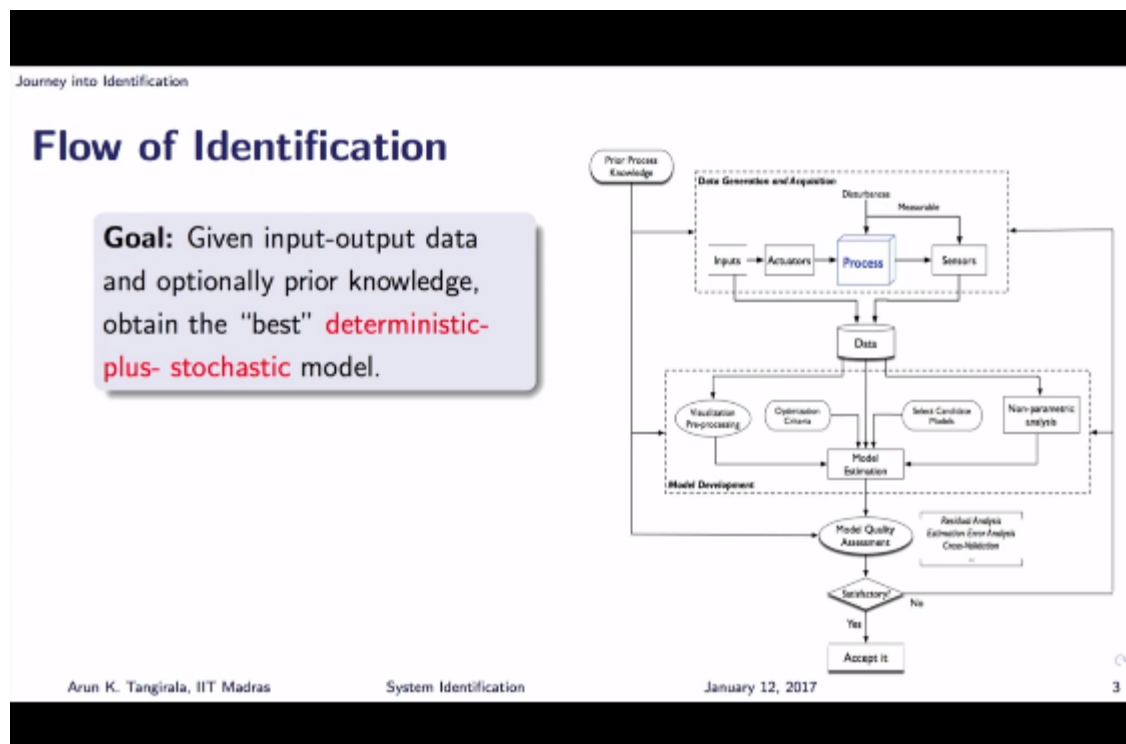 Journey into Identification
Flow of Identification
Goal: Given input-output data
and optionally prior knowledge,
obtain the “best” deterministic-
plus- stochastic model.
Prior Process
Knowledge
Data Generation and Acquisition
Disturbances
Measurable
Inputs
Actuators
Process
Sensors
Data
Visualization
Pre-processing
Optimization
Criteria
Select Candidate
Models
Non-parametric
analysis
Model
Estimation
Model Development
Model Quality
Assessment
Residual Analysis
Estimation Error Analysis
Cross-Validation
...
Satisfactory?
No
Yes
Accept it
Arun K. Tangirala, IIT Madras
System Identification
January 12, 2017
3